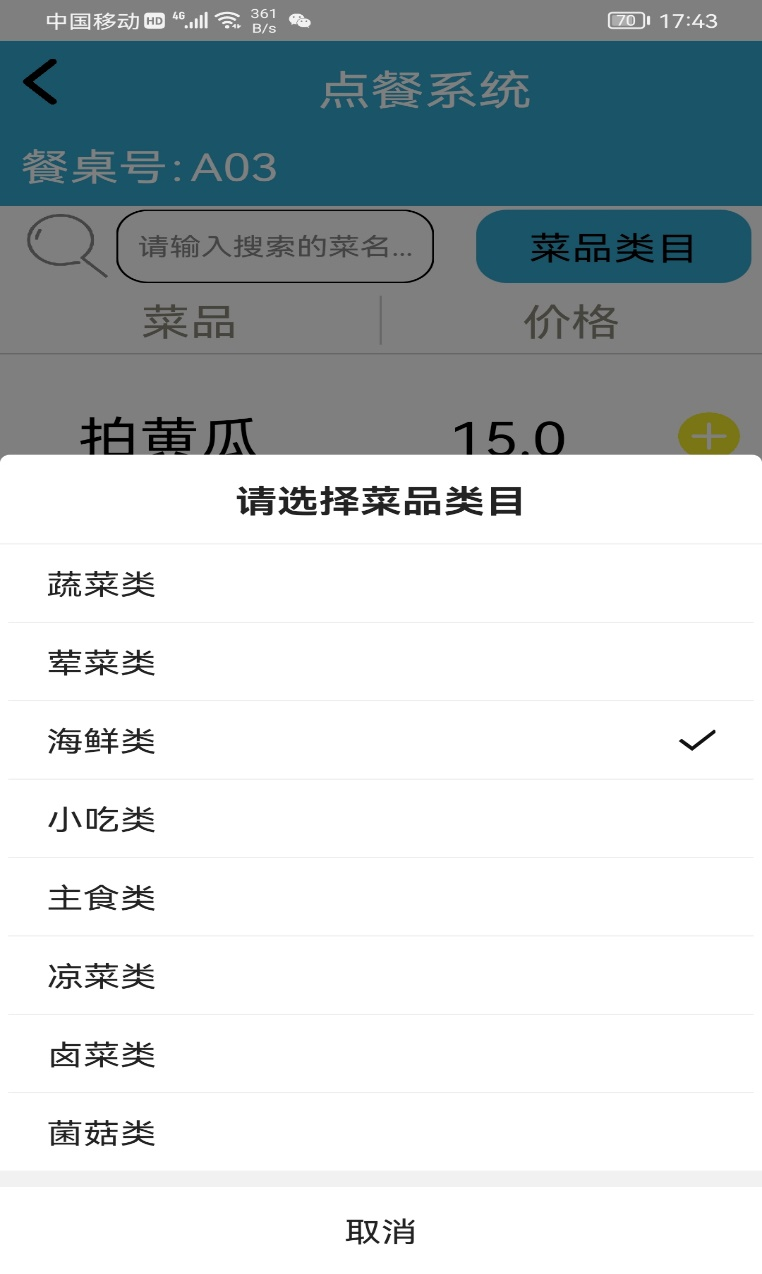 中国移动 HD 4G 361 B/s 70 17:43
点餐系统
餐桌号:A03
请输入搜索的菜名... 菜品类目
菜品 价格
拍黄瓜 15.0
请选择菜品类目
蔬菜类
荤菜类
海鲜类
小吃类
主食类
凉菜类
卤菜类
菌菇类
取消